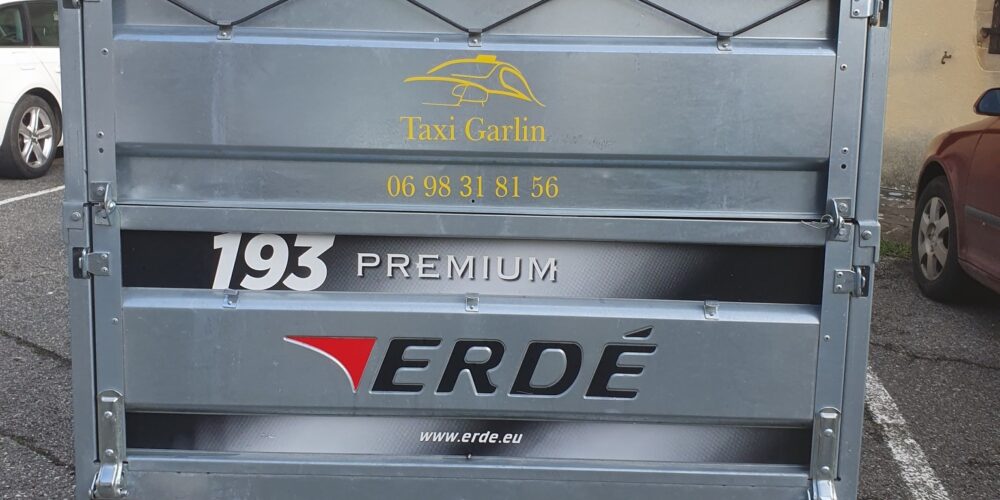 Taxi Garlin
06 98 31 81 56
193 PREMIUM
ERDÉ
www.erde.eu